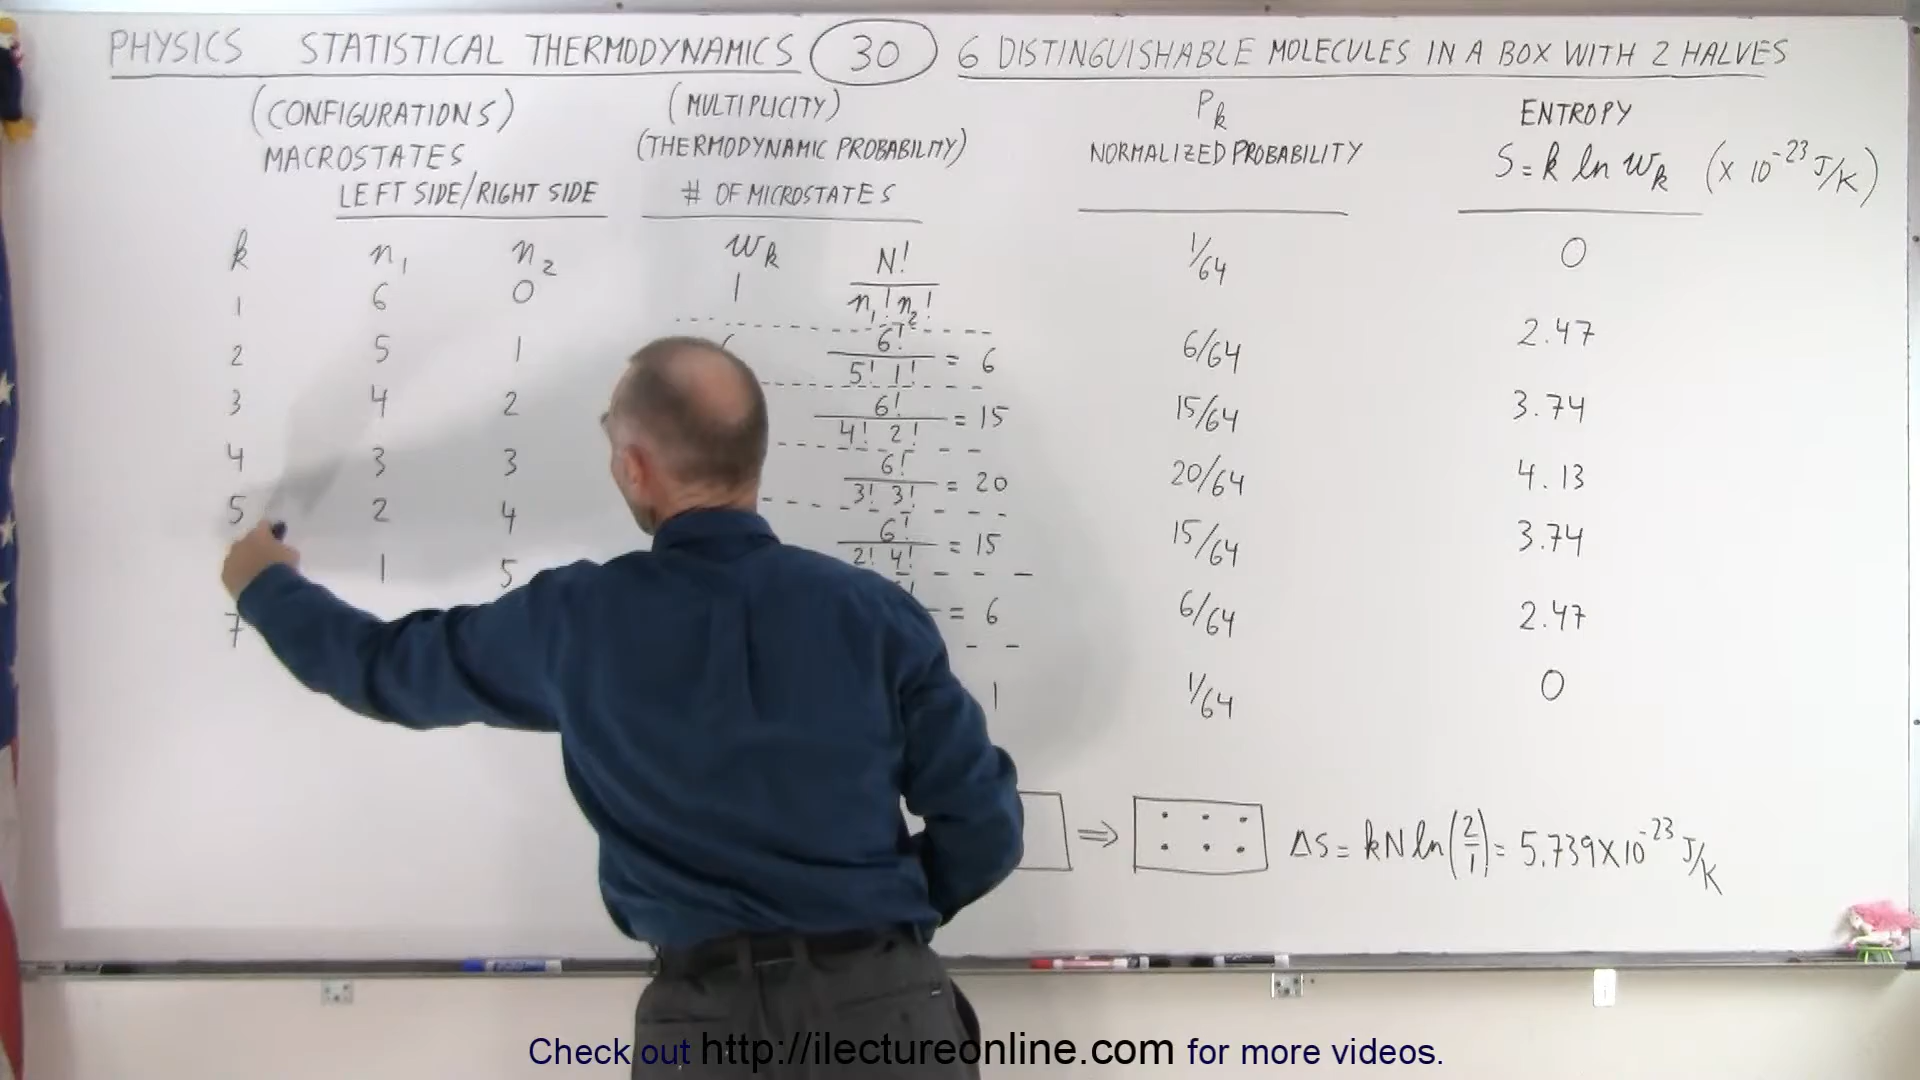 PHYSICS STATISTICAL THERMODYNAMICS 30 6 DISTINGUISHABLE MOLECULES IN A BOX WITH 2 HALVES
(CONFIGURATIONS) (MULTIPLICITY) Pk ENTROPY
MACROSTATES (THERMODYNAMIC PROBABILITY) NORMALIZED PROBABILITY S = k ln wk (x 10^-23 J/K)
LEFT SIDE/RIGHT SIDE # OF MICROSTATES
k n1 n2 wk N!/(n1! n2!) 1/64 0
1 6 0 1
2 5 1 6!/(5! 1!) = 6 6/64 2.47
3 4 2 6!/(4! 2!) = 15 15/64 3.74
4 3 3 6!/(3! 3!) = 20 20/64 4.13
5 2 4 6!/(2! 4!) = 15 15/64 3.74
1 5 = 6 6/64 2.47
7 1 1/64 0
⇒ ΔS = kN ln(2/1) = 5.739 X 10^-23 J/K
Check out http://ilectureonline.com for more videos.